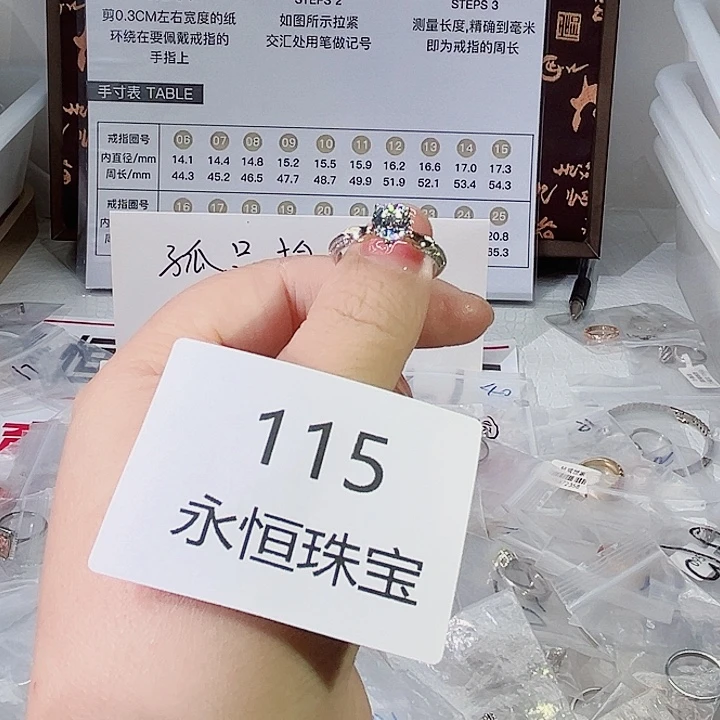 STEPS 2
STEPS 3
剪0.3CM左右宽度的纸
环绕在要佩戴戒指的
手指上
如图所示拉紧
交汇处用笔做记号
测量长度,精确到毫米
即为戒指的周长
手寸表 TABLE
戒指圈号 06 07 08 09 10 11 12 13 14 15
内直径/mm 14.1 14.4 14.8 15.2 15.5 15.9 16.2 16.6 17.0 17.3
周长/mm 44.3 45.2 46.5 47.7 48.7 49.9 51.9 52.1 53.4 54.3
戒指圈号 16 17 18 19 20 21 23 24 25
20.8
65.3
115
永恒珠宝